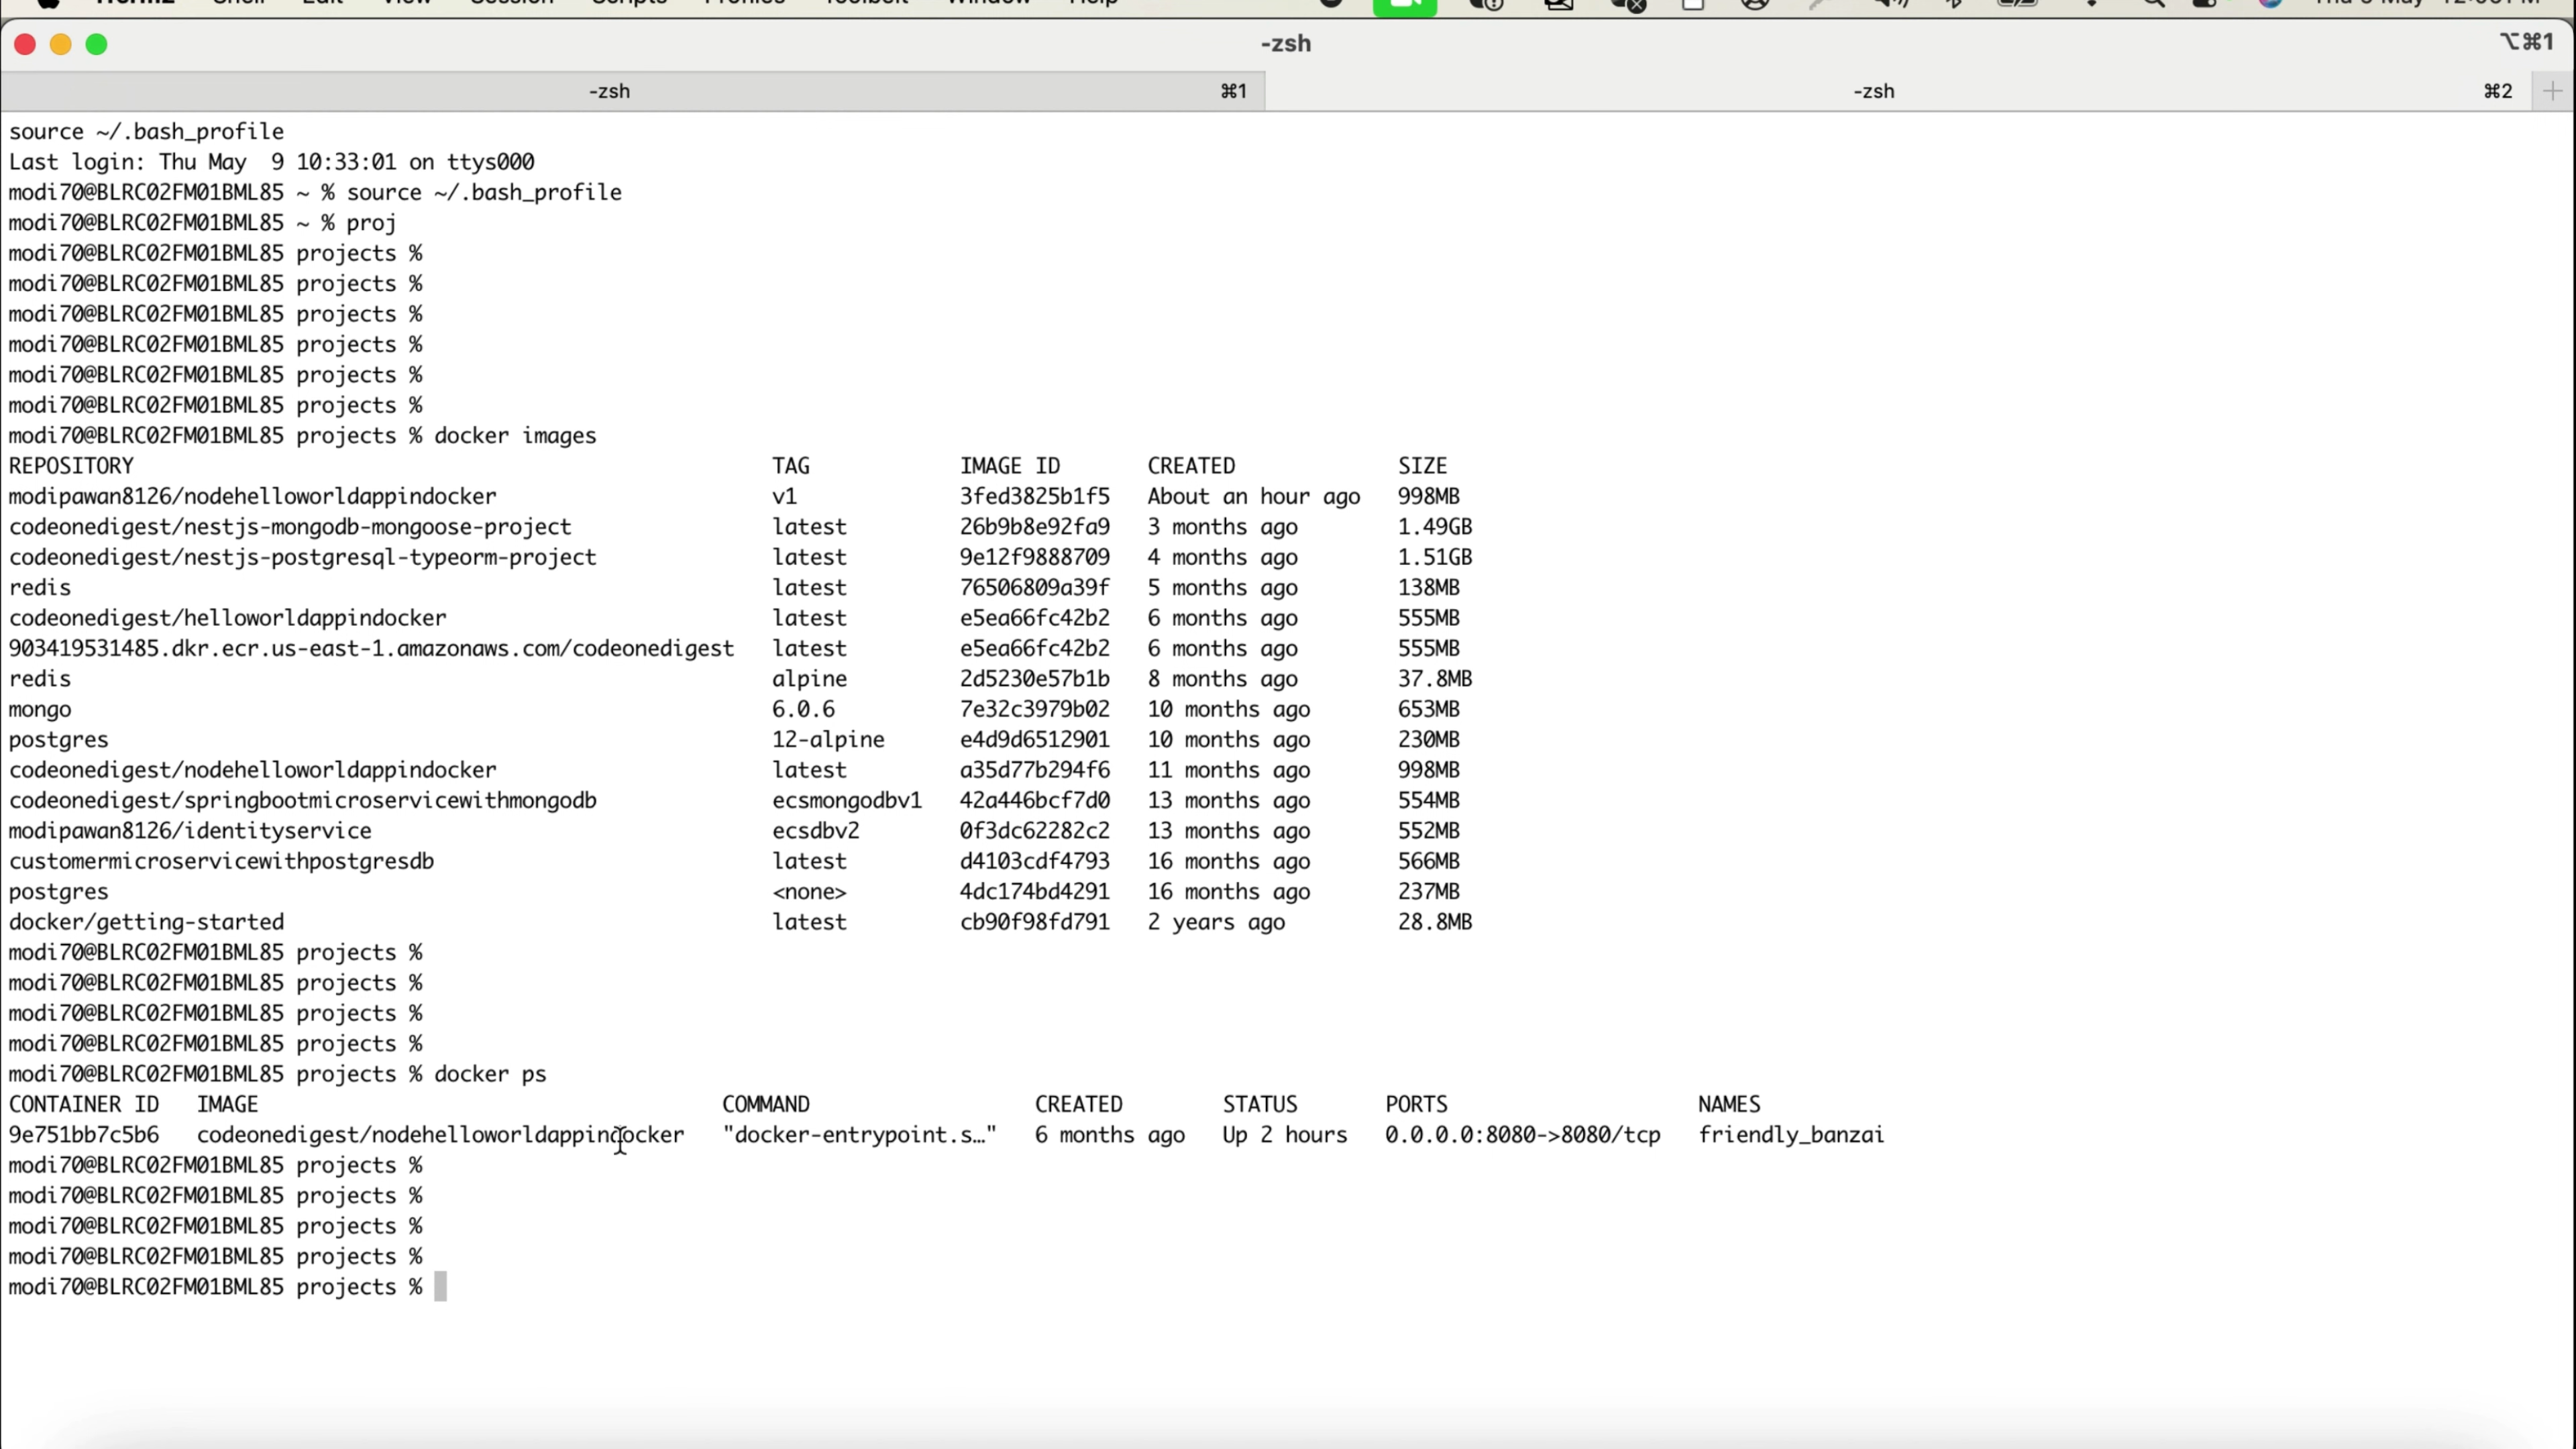 -zsh
⌥⌘1
-zsh ⌘1 -zsh ⌘2 +
source ~/.bash_profile
Last login: Thu May  9 10:33:01 on ttys000
modi70@BLRC02FM01BML85 ~ % source ~/.bash_profile
modi70@BLRC02FM01BML85 ~ % proj
modi70@BLRC02FM01BML85 projects %
modi70@BLRC02FM01BML85 projects %
modi70@BLRC02FM01BML85 projects %
modi70@BLRC02FM01BML85 projects %
modi70@BLRC02FM01BML85 projects %
modi70@BLRC02FM01BML85 projects %
modi70@BLRC02FM01BML85 projects % docker images
REPOSITORY TAG IMAGE ID CREATED SIZE
modipawan8126/nodehelloworldappindocker v1 3fed3825b1f5 About an hour ago 998MB
codeonedigest/nestjs-mongodb-mongoose-project latest 26b9b8e92fa9 3 months ago 1.49GB
codeonedigest/nestjs-postgresql-typeorm-project latest 9e12f9888709 4 months ago 1.51GB
redis latest 76506809a39f 5 months ago 138MB
codeonedigest/helloworldappindocker latest e5ea66fc42b2 6 months ago 555MB
903419531485.dkr.ecr.us-east-1.amazonaws.com/codeonedigest latest e5ea66fc42b2 6 months ago 555MB
redis alpine 2d5230e57b1b 8 months ago 37.8MB
mongo 6.0.6 7e32c3979b02 10 months ago 653MB
postgres 12-alpine e4d9d6512901 10 months ago 230MB
codeonedigest/nodehelloworldappindocker latest a35d77b294f6 11 months ago 998MB
codeonedigest/springbootmicroservicewithmongodb ecsmongodbv1 42a446bcf7d0 13 months ago 554MB
modipawan8126/identityservice ecsdbv2 0f3dc62282c2 13 months ago 552MB
customermicroservicewithpostgresdb latest d4103cdf4793 16 months ago 566MB
postgres <none> 4dc174bd4291 16 months ago 237MB
docker/getting-started latest cb90f98fd791 2 years ago 28.8MB
modi70@BLRC02FM01BML85 projects %
modi70@BLRC02FM01BML85 projects %
modi70@BLRC02FM01BML85 projects %
modi70@BLRC02FM01BML85 projects %
modi70@BLRC02FM01BML85 projects % docker ps
CONTAINER ID IMAGE COMMAND CREATED STATUS PORTS NAMES
9e751bb7c5b6 codeonedigest/nodehelloworldappindocker "docker-entrypoint.s…" 6 months ago Up 2 hours 0.0.0.0:8080->8080/tcp friendly_banzai
modi70@BLRC02FM01BML85 projects %
modi70@BLRC02FM01BML85 projects %
modi70@BLRC02FM01BML85 projects %
modi70@BLRC02FM01BML85 projects %
modi70@BLRC02FM01BML85 projects %